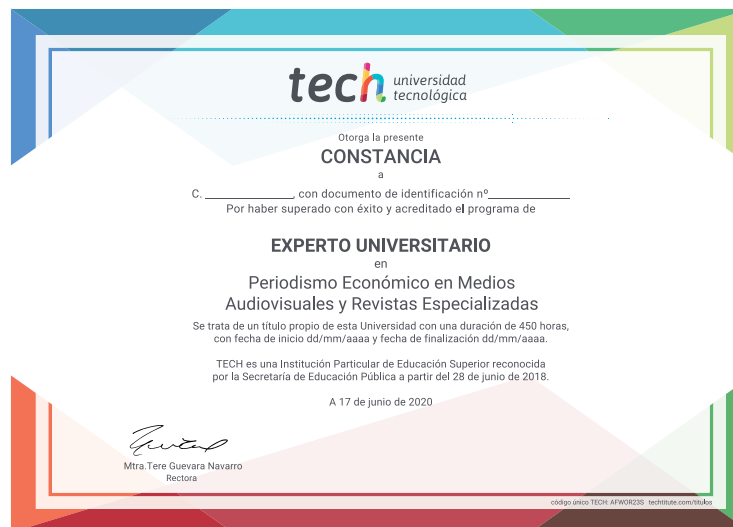 tech universidad
tecnológica
Otorga la presente
CONSTANCIA
a
C. ________________, con documento de identificación nº______________
Por haber superado con éxito y acreditado el programa de
EXPERTO UNIVERSITARIO
en
Periodismo Económico en Medios
Audiovisuales y Revistas Especializadas
Se trata de un título propio de esta Universidad con una duración de 450 horas,
con fecha de inicio dd/mm/aaaa y fecha de finalización dd/mm/aaaa.
TECH es una Institución Particular de Educación Superior reconocida
por la Secretaría de Educación Pública a partir del 28 de junio de 2018.
A 17 de junio de 2020
Mtra.Tere Guevara Navarro
Rectora
código único TECH: AFWOR23S techtitute.com/titulos